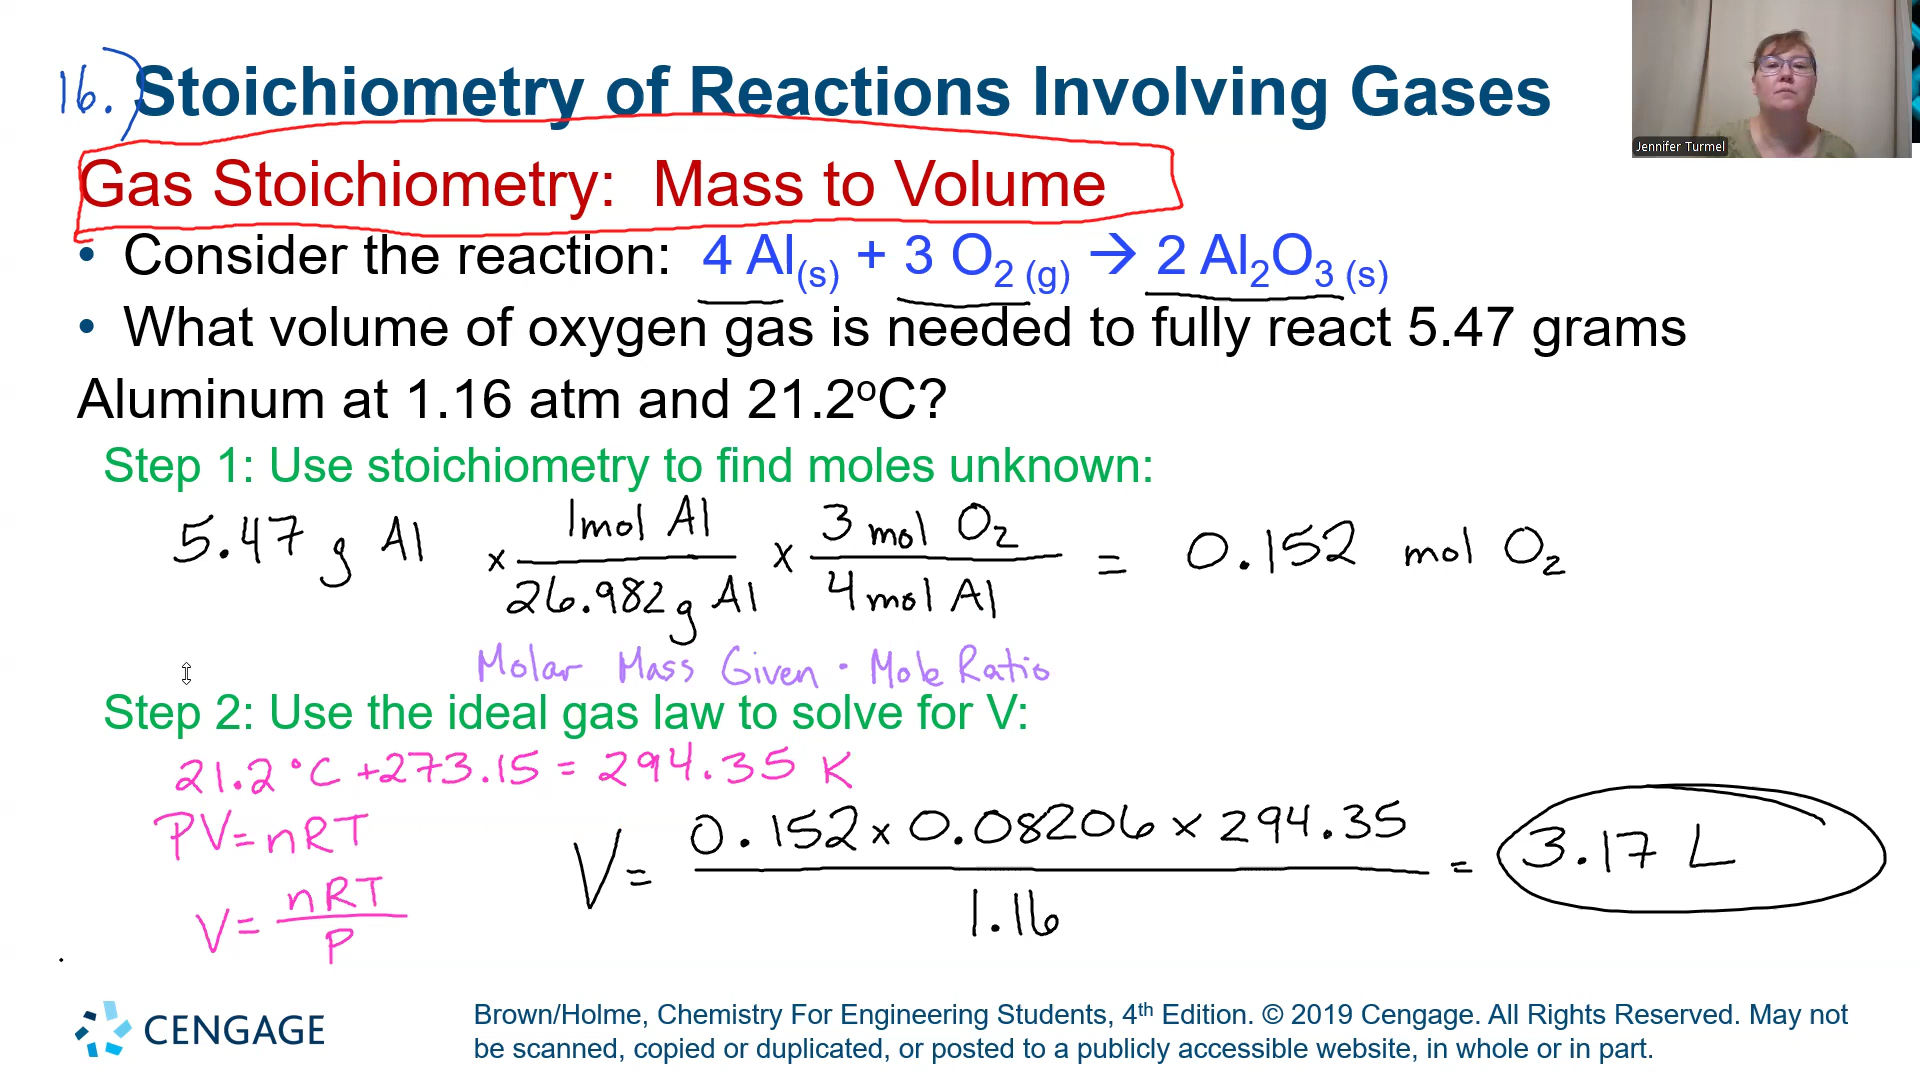 16.) Stoichiometry of Reactions Involving Gases
Jennifer Turmel
Gas Stoichiometry: Mass to Volume
• Consider the reaction: 4 Al(s) + 3 O₂ (g) → 2 Al₂O₃ (s)
• What volume of oxygen gas is needed to fully react 5.47 grams
Aluminum at 1.16 atm and 21.2°C?
Step 1: Use stoichiometry to find moles unknown:
5.47 g Al × 1mol Al / 26.982g Al × 3 mol O₂ / 4 mol Al = 0.152 mol O₂
Molar Mass Given · Mole Ratio
Step 2: Use the ideal gas law to solve for V:
21.2°C +273.15 = 294.35 K
PV=nRT
V= nRT / P
V= 0.152 × 0.08206 × 294.35 / 1.16 = 3.17 L
CENGAGE
Brown/Holme, Chemistry For Engineering Students, 4th Edition. © 2019 Cengage. All Rights Reserved. May not
be scanned, copied or duplicated, or posted to a publicly accessible website, in whole or in part.